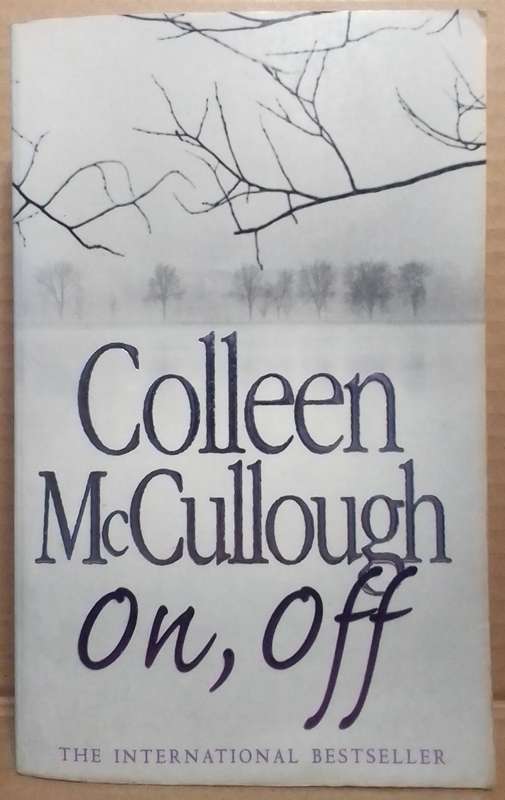 Colleen
McCullough
On, Off
THE INTERNATIONAL BESTSELLER